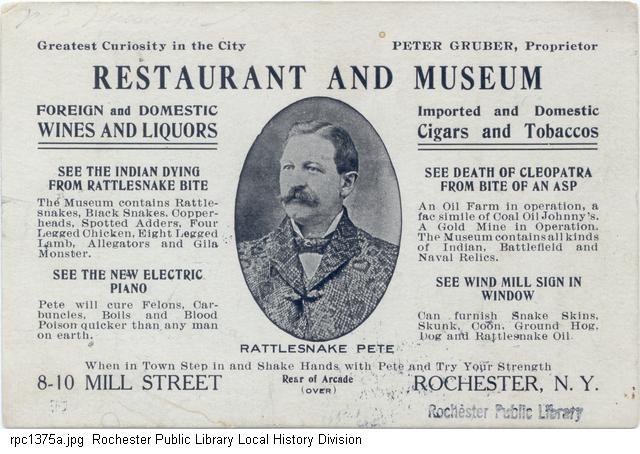 Greatest Curiosity in the City
PETER GRUBER, Proprietor
RESTAURANT AND MUSEUM
FOREIGN and DOMESTIC
WINES AND LIQUORS
SEE THE INDIAN DYING
FROM RATTLESNAKE BITE
The Museum contains Rattle-
snakes, Black Snakes, Copper-
heads, Spotted Adders, Four
Legged Chicken, Eight Legged
Lamb, Allegators and Gila
Monster.
SEE THE NEW ELECTRIC
PIANO
Pete will cure Felons, Car-
buncles, Boils and Blood
Poison quicker than any man
on earth.
Imported and Domestic
Cigars and Tobaccos
SEE DEATH OF CLEOPATRA
FROM BITE OF AN ASP
An Oil Farm in operation, a
fac simile of Coal Oil Johnny's.
A Gold Mine in Operation.
The Museum contains all kinds
of Indian, Battlefield and
Naval Relics.
SEE WIND MILL SIGN IN
WINDOW
Can furnish Snake Skins,
Skunk, Coon, Ground Hog,
Dog and Rattlesnake Oil.
RATTLESNAKE PETE
When in Town Step in and Shake Hands with Pete and Try Your Strength
8-10 MILL STREET
Rear of Arcade
(OVER)
ROCHESTER, N. Y.
Rochester Public Library
rpc1375a.jpg Rochester Public Library Local History Division